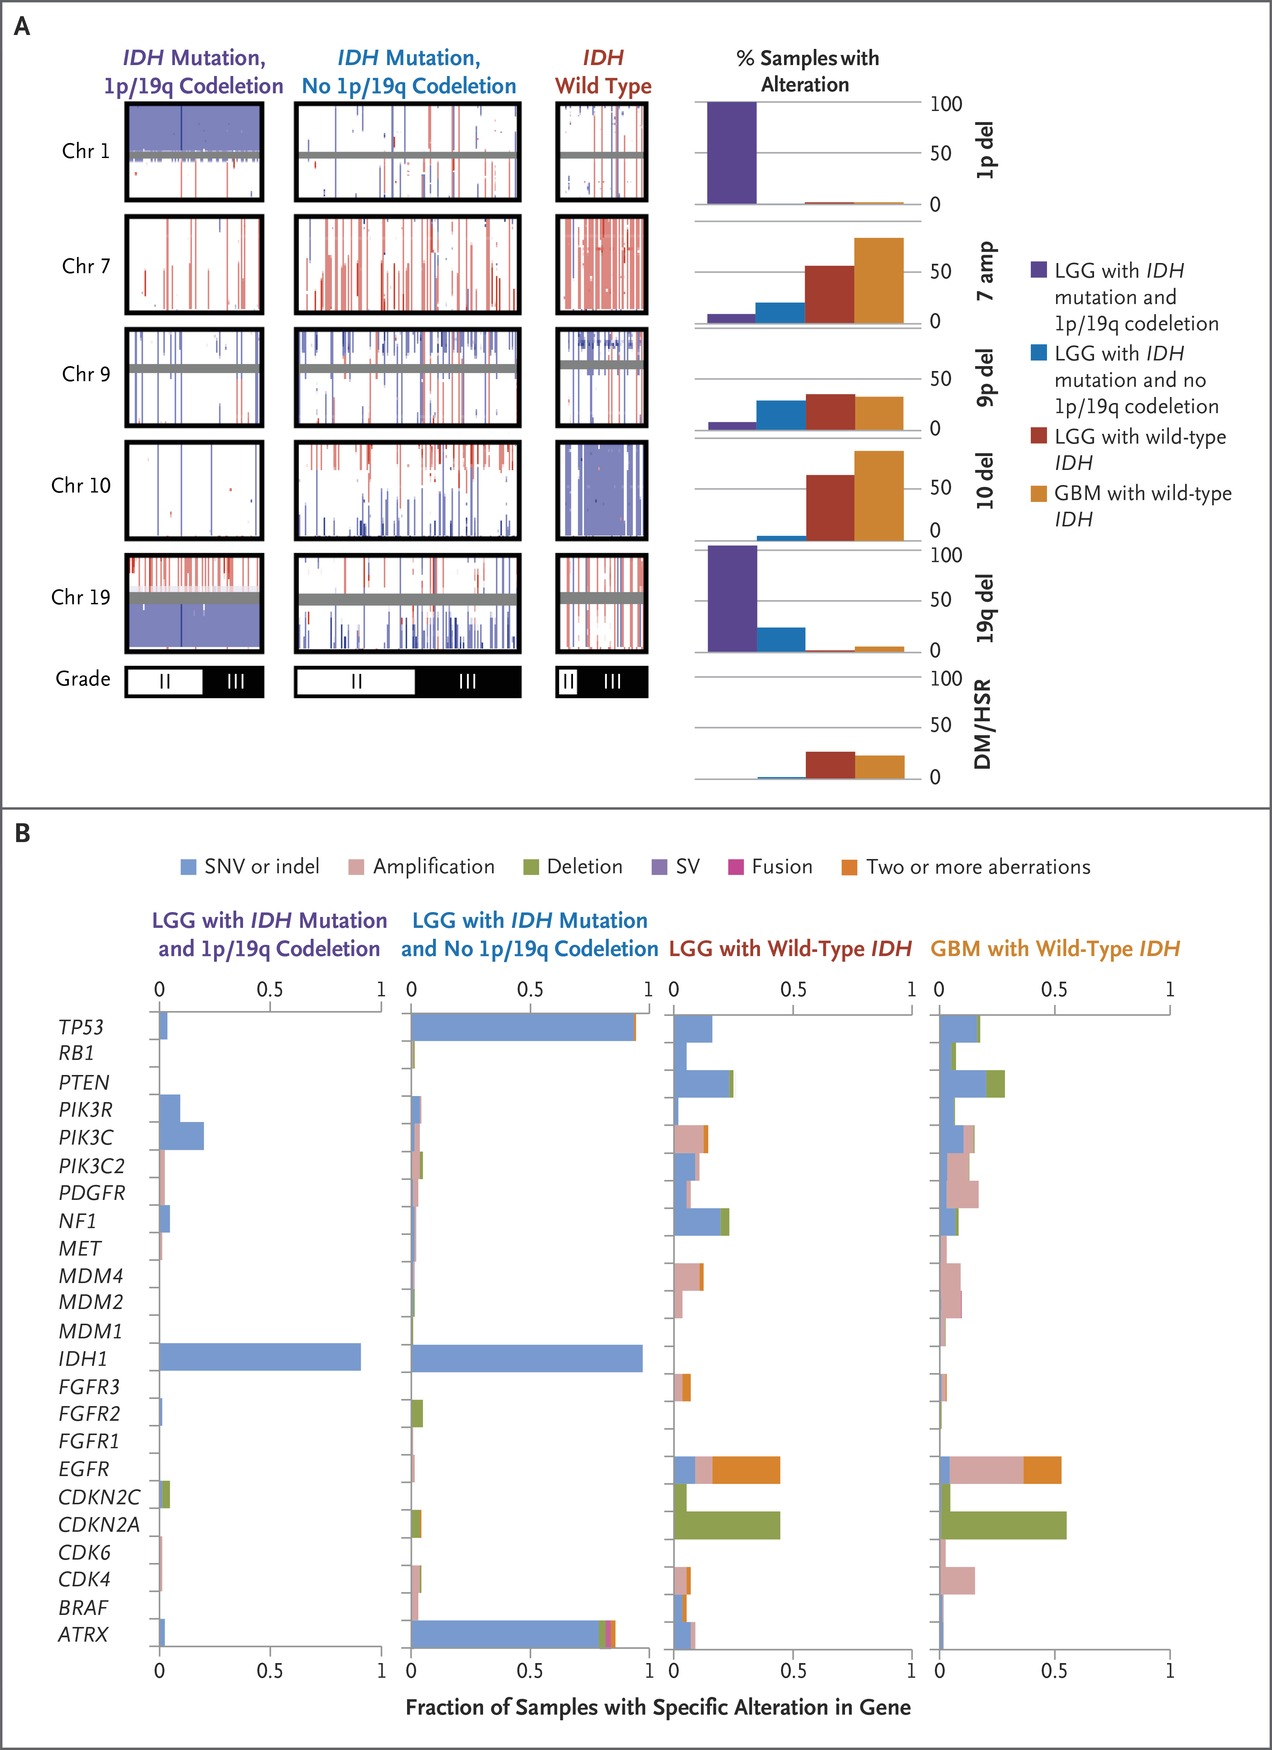 A
IDH Mutation,
1p/19q Codeletion
IDH Mutation,
No 1p/19q Codeletion
IDH
Wild Type
% Samples with
Alteration
Chr 1
Chr 7
Chr 9
Chr 10
Chr 19
Grade
II
III
II
III
II
III
100
50
0
1p del
50
0
7 amp
50
0
9p del
50
0
10 del
100
50
0
19q del
100
50
0
DM/HSR
LGG with IDH
mutation and
1p/19q codeletion
LGG with IDH
mutation and no
1p/19q codeletion
LGG with wild-type
IDH
GBM with wild-type
IDH
B
SNV or indel
Amplification
Deletion
SV
Fusion
Two or more aberrations
LGG with IDH Mutation
and 1p/19q Codeletion
LGG with IDH Mutation
and No 1p/19q Codeletion
LGG with Wild-Type IDH
GBM with Wild-Type IDH
0 0.5 1
0 0.5 1
0 0.5 1
0 0.5 1
TP53
RB1
PTEN
PIK3R
PIK3C
PIK3C2
PDGFR
NF1
MET
MDM4
MDM2
MDM1
IDH1
FGFR3
FGFR2
FGFR1
EGFR
CDKN2C
CDKN2A
CDK6
CDK4
BRAF
ATRX
0 0.5 1
0 0.5 1
0 0.5 1
0 0.5 1
Fraction of Samples with Specific Alteration in Gene